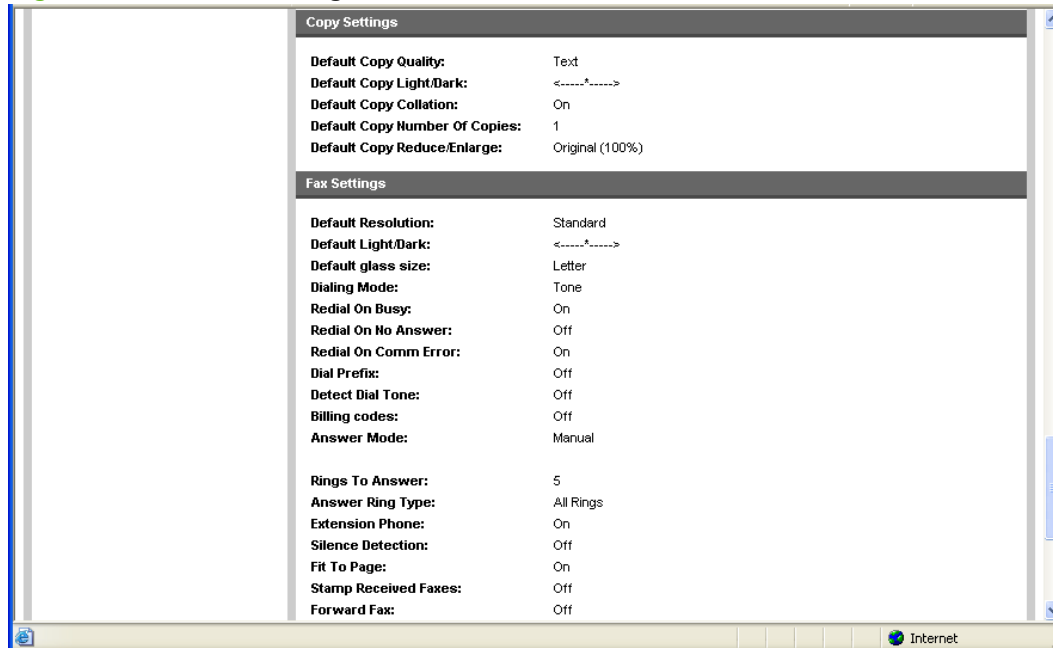 Copy Settings
Default Copy Quality: Text
Default Copy Light/Dark: <-----*----->
Default Copy Collation: On
Default Copy Number Of Copies: 1
Default Copy Reduce/Enlarge: Original (100%)
Fax Settings
Default Resolution: Standard
Default Light/Dark: <-----*----->
Default glass size: Letter
Dialing Mode: Tone
Redial On Busy: On
Redial On No Answer: Off
Redial On Comm Error: On
Dial Prefix: Off
Detect Dial Tone: Off
Billing codes: Off
Answer Mode: Manual
Rings To Answer: 5
Answer Ring Type: All Rings
Extension Phone: On
Silence Detection: Off
Fit To Page: On
Stamp Received Faxes: Off
Forward Fax: Off
Internet